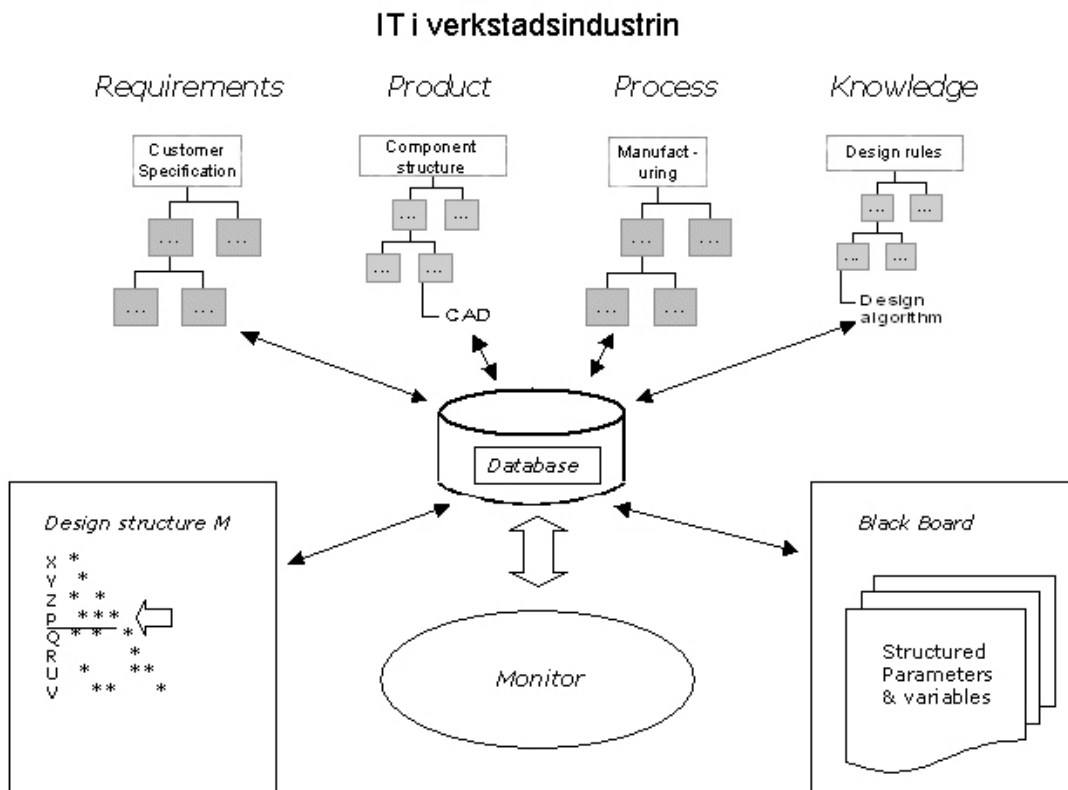 IT i verkstadsindustrin
Requirements
Product
Process
Knowledge
Customer
Specification
Component
structure
Manufact -
uring
Design rules
... ...
... ...
... ...
... ...
... ...
... ...
... ...
... ...
CAD
Design
algorithm
Database
Design structure M
X *
Y *
Z * *
P * * *
Q * * *
R *
U * * *
V * * *
Monitor
Black Board
Structured
Parameters
& variables